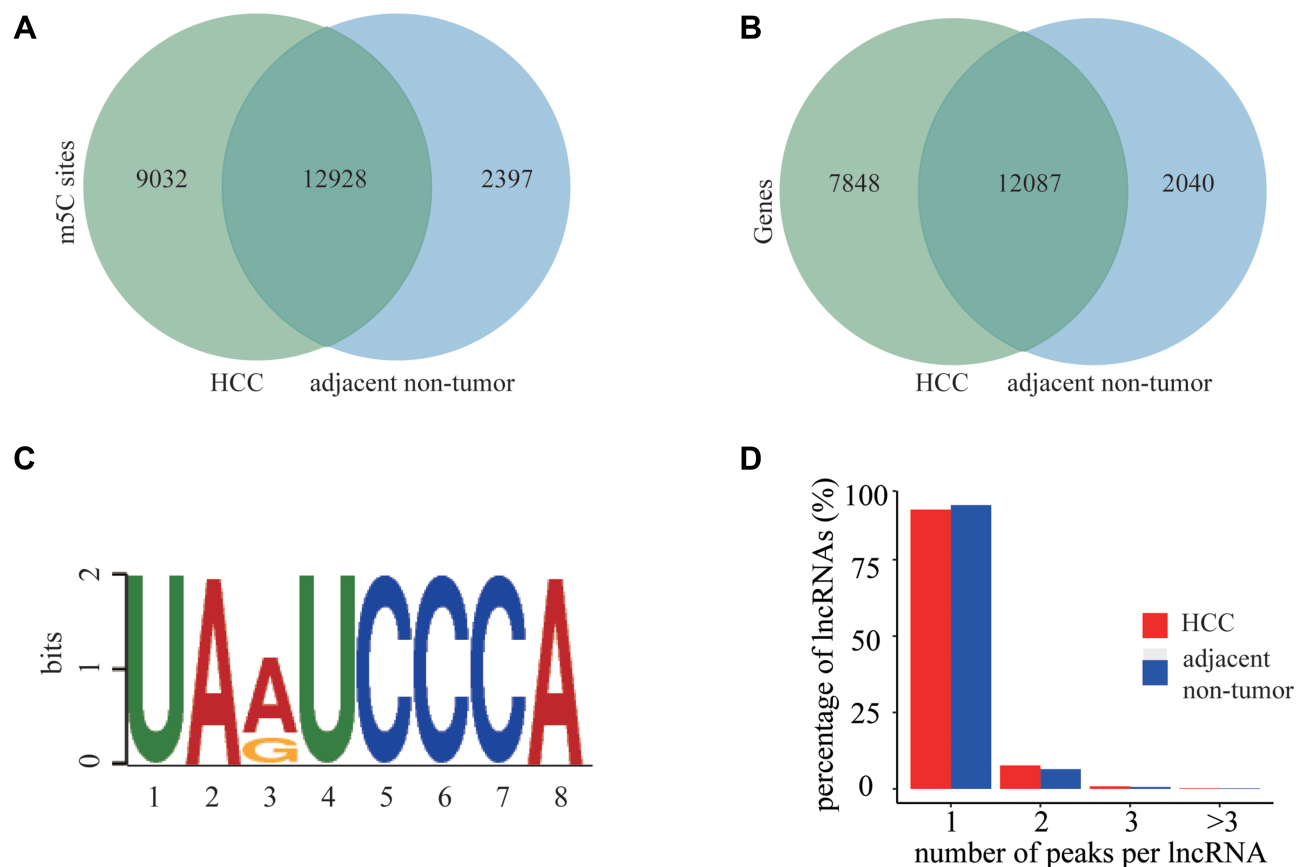 A
m5C sites
9032
12928
2397
HCC
adjacent non-tumor
B
Genes
7848
12087
2040
HCC
adjacent non-tumor
C
bits
2
1
0
UAAUCCCA
G
1 2 3 4 5 6 7 8
D
percentage of lncRNAs (%)
100
75
50
25
0
HCC
adjacent
non-tumor
1 2 3 >3
number of peaks per lncRNA